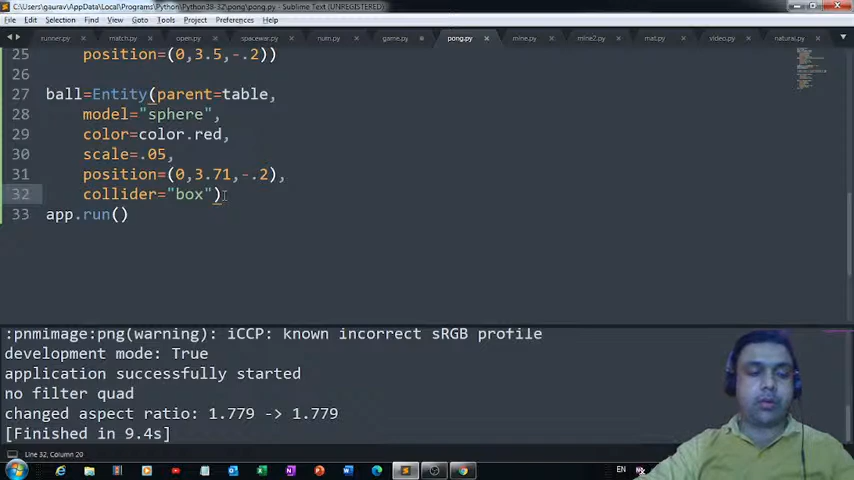 C:\Users\gaurav\AppData\Local\Programs\Python\Python38-32\pong\pong.py - Sublime Text (UNREGISTERED)
File Edit Selection Find View Goto Tools Project Preferences Help
runner.py match.py open.py spacewar.py num.py game.py pong.py mine.py mine2.py mat.py video.py natural.py
25 position=(0,3.5,-.2))
26
27 ball=Entity(parent=table,
28 model="sphere",
29 color=color.red,
30 scale=.05,
31 position=(0,3.71,-.2),
32 collider="box")
33 app.run()
:pnmimage:png(warning): iCCP: known incorrect sRGB profile
development mode: True
application successfully started
no filter quad
changed aspect ratio: 1.779 -> 1.779
[Finished in 9.4s]
Line 32, Column 20
EN